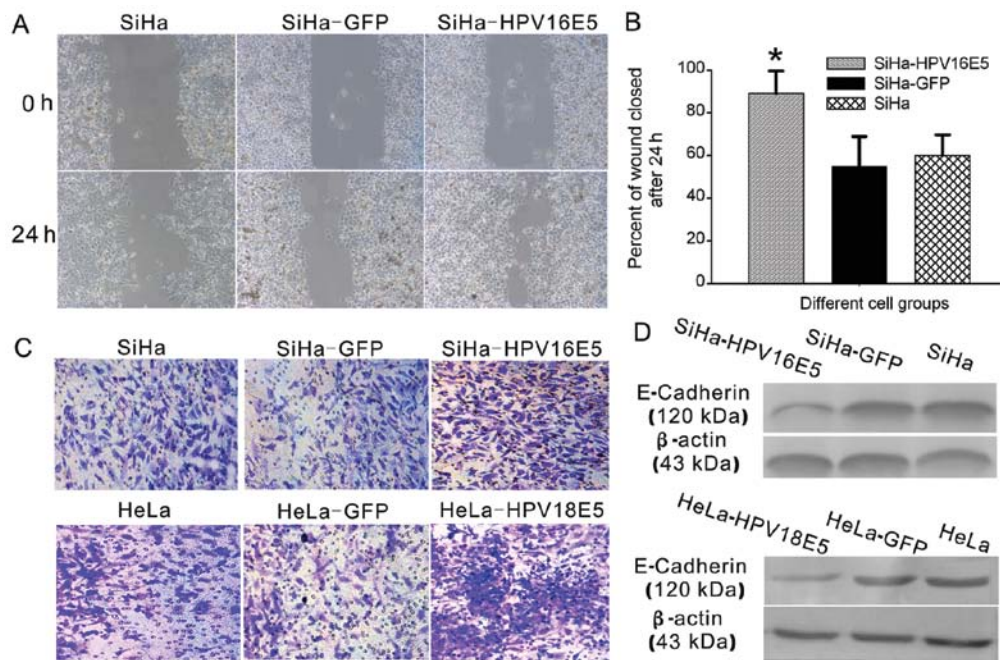 A
SiHa
SiHa-GFP
SiHa-HPV16E5
0 h
24 h
B
*
SiHa-HPV16E5
SiHa-GFP
SiHa
100
80
60
40
20
0
Percent of wound closed
after 24 h
Different cell groups
C
SiHa
SiHa-GFP
SiHa-HPV16E5
HeLa
HeLa-GFP
HeLa-HPV18E5
D
SiHa-HPV16E5
SiHa-GFP
SiHa
E-Cadherin
(120 kDa)
β-actin
(43 kDa)
HeLa-HPV18E5
HeLa-GFP
HeLa
E-Cadherin
(120 kDa)
β-actin
(43 kDa)